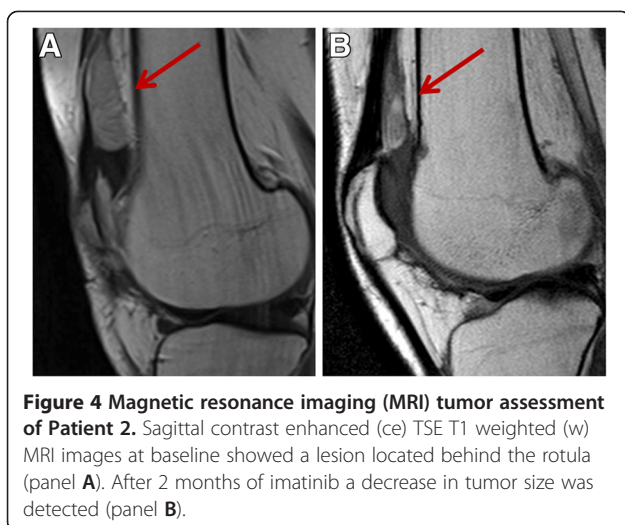 A
B
Figure 4 Magnetic resonance imaging (MRI) tumor assessment
of Patient 2. Sagittal contrast enhanced (ce) TSE T1 weighted (w)
MRI images at baseline showed a lesion located behind the rotula
(panel A). After 2 months of imatinib a decrease in tumor size was
detected (panel B).